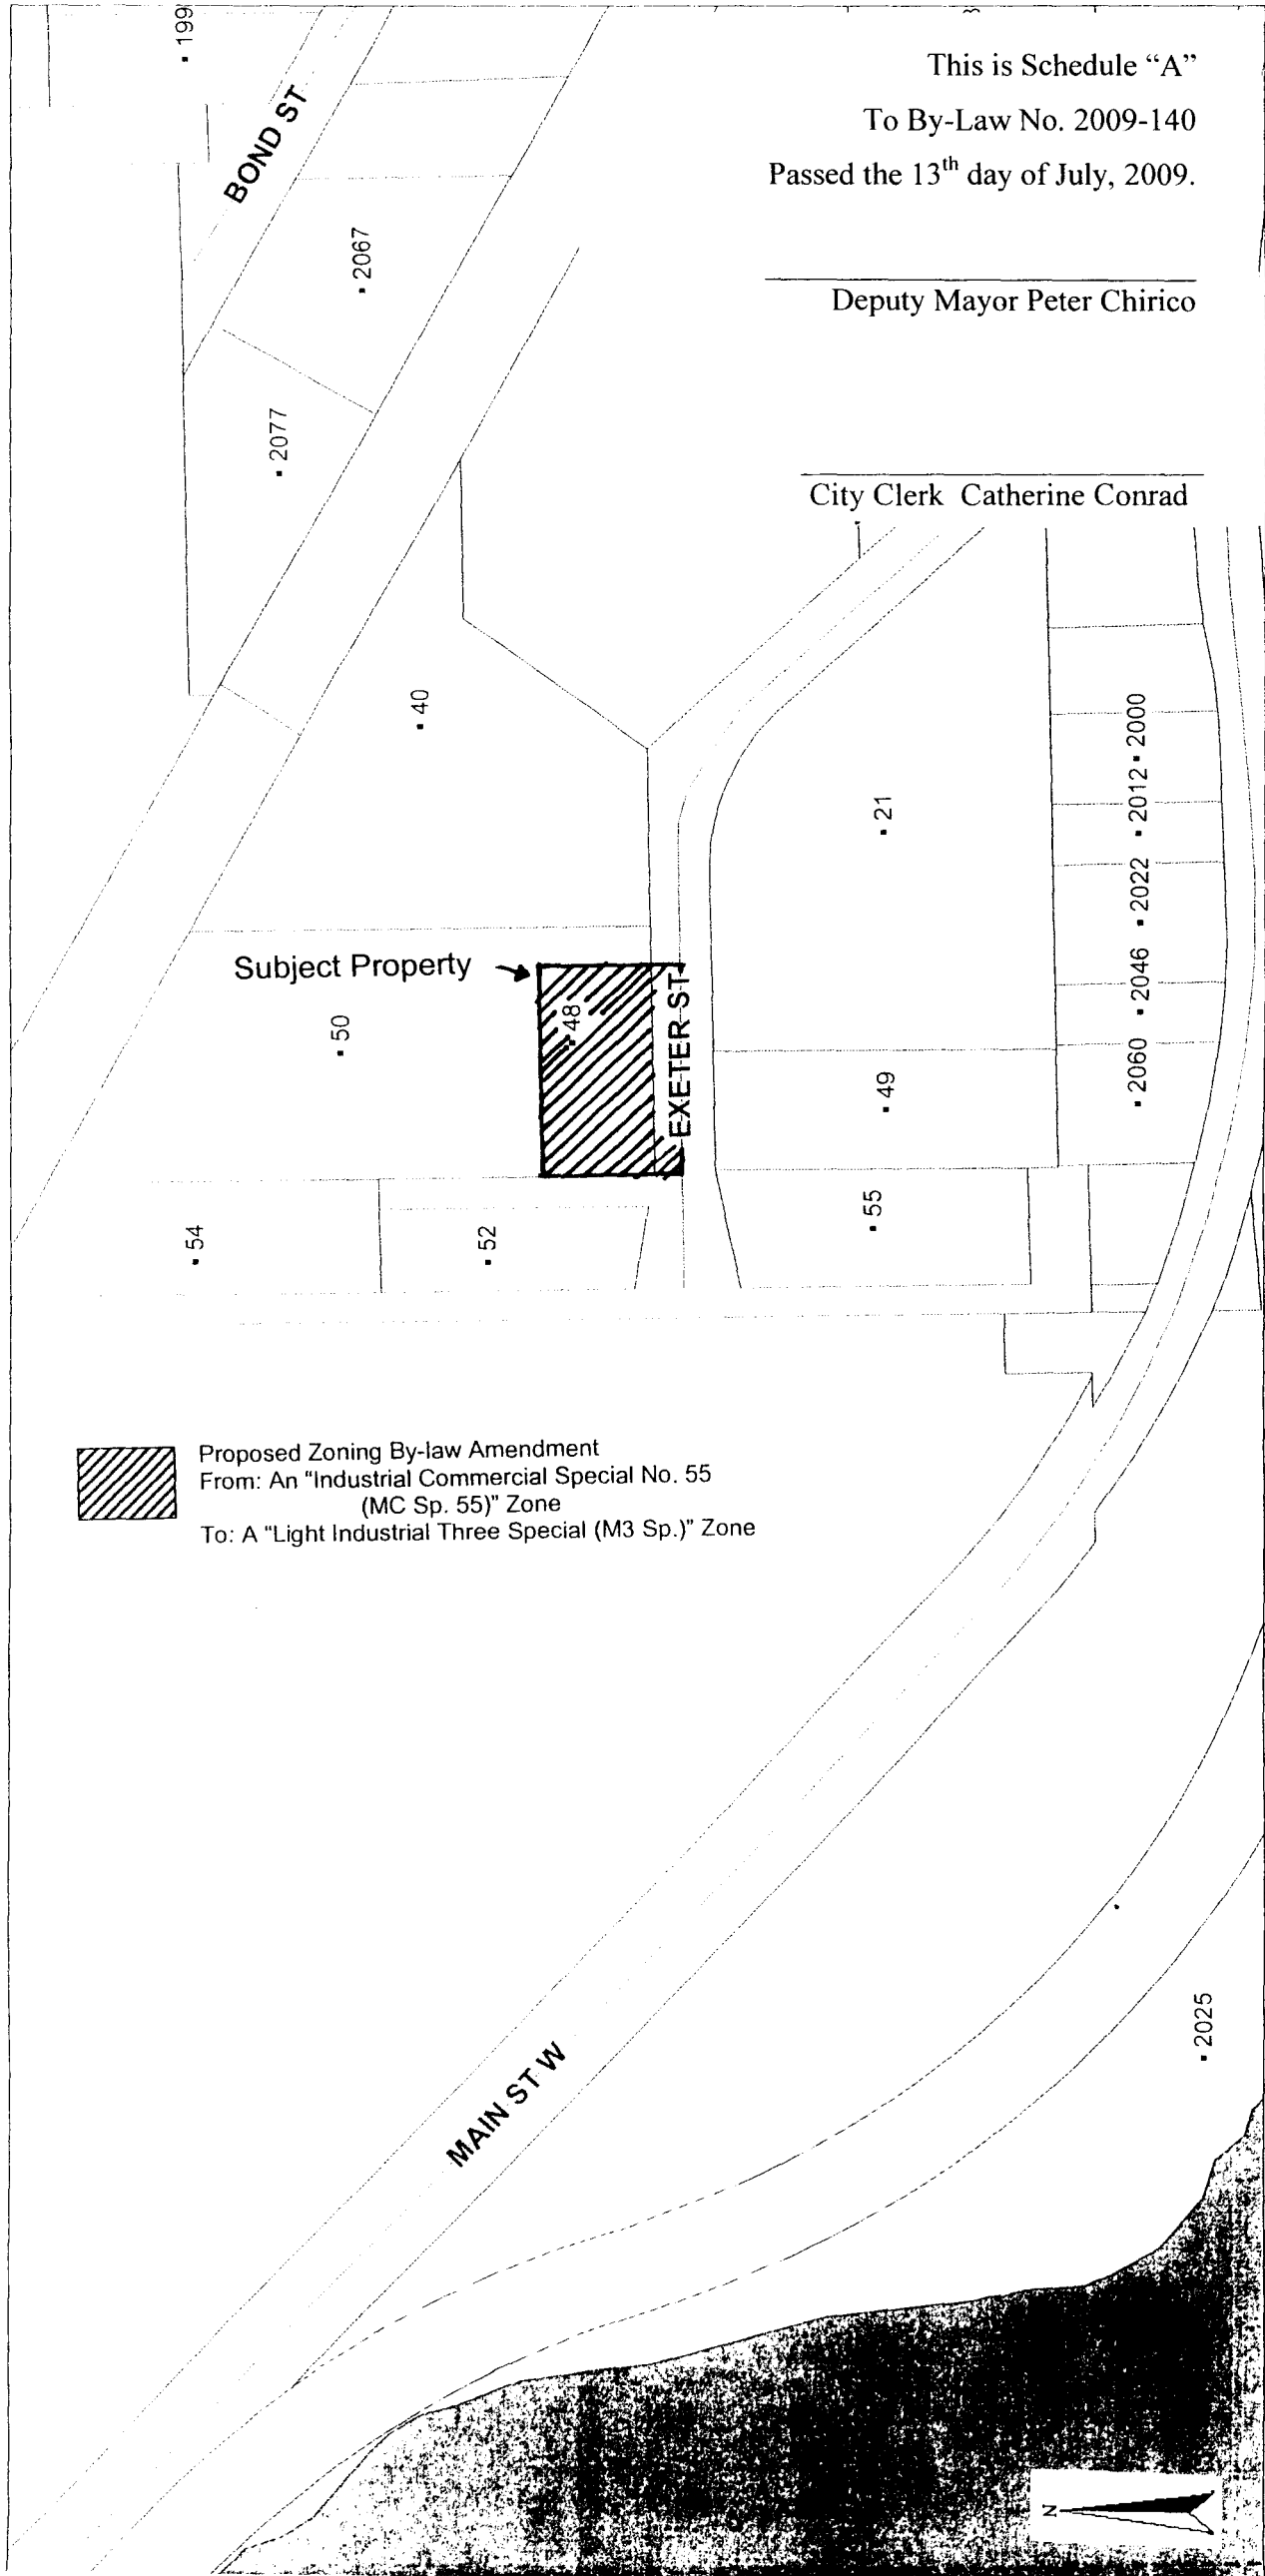 This is Schedule “A”
To By-Law No. 2009-140
Passed the 13th day of July, 2009.
Deputy Mayor Peter Chirico
City Clerk Catherine Conrad
199
BOND ST
2067
2077
40
21
2000
2012
2022
2046
2060
Subject Property
48
50
EXETER ST
49
55
54
52
Proposed Zoning By-law Amendment
From: An "Industrial Commercial Special No. 55
(MC Sp. 55)" Zone
To: A "Light Industrial Three Special (M3 Sp.)" Zone
MAIN ST W
2025
N